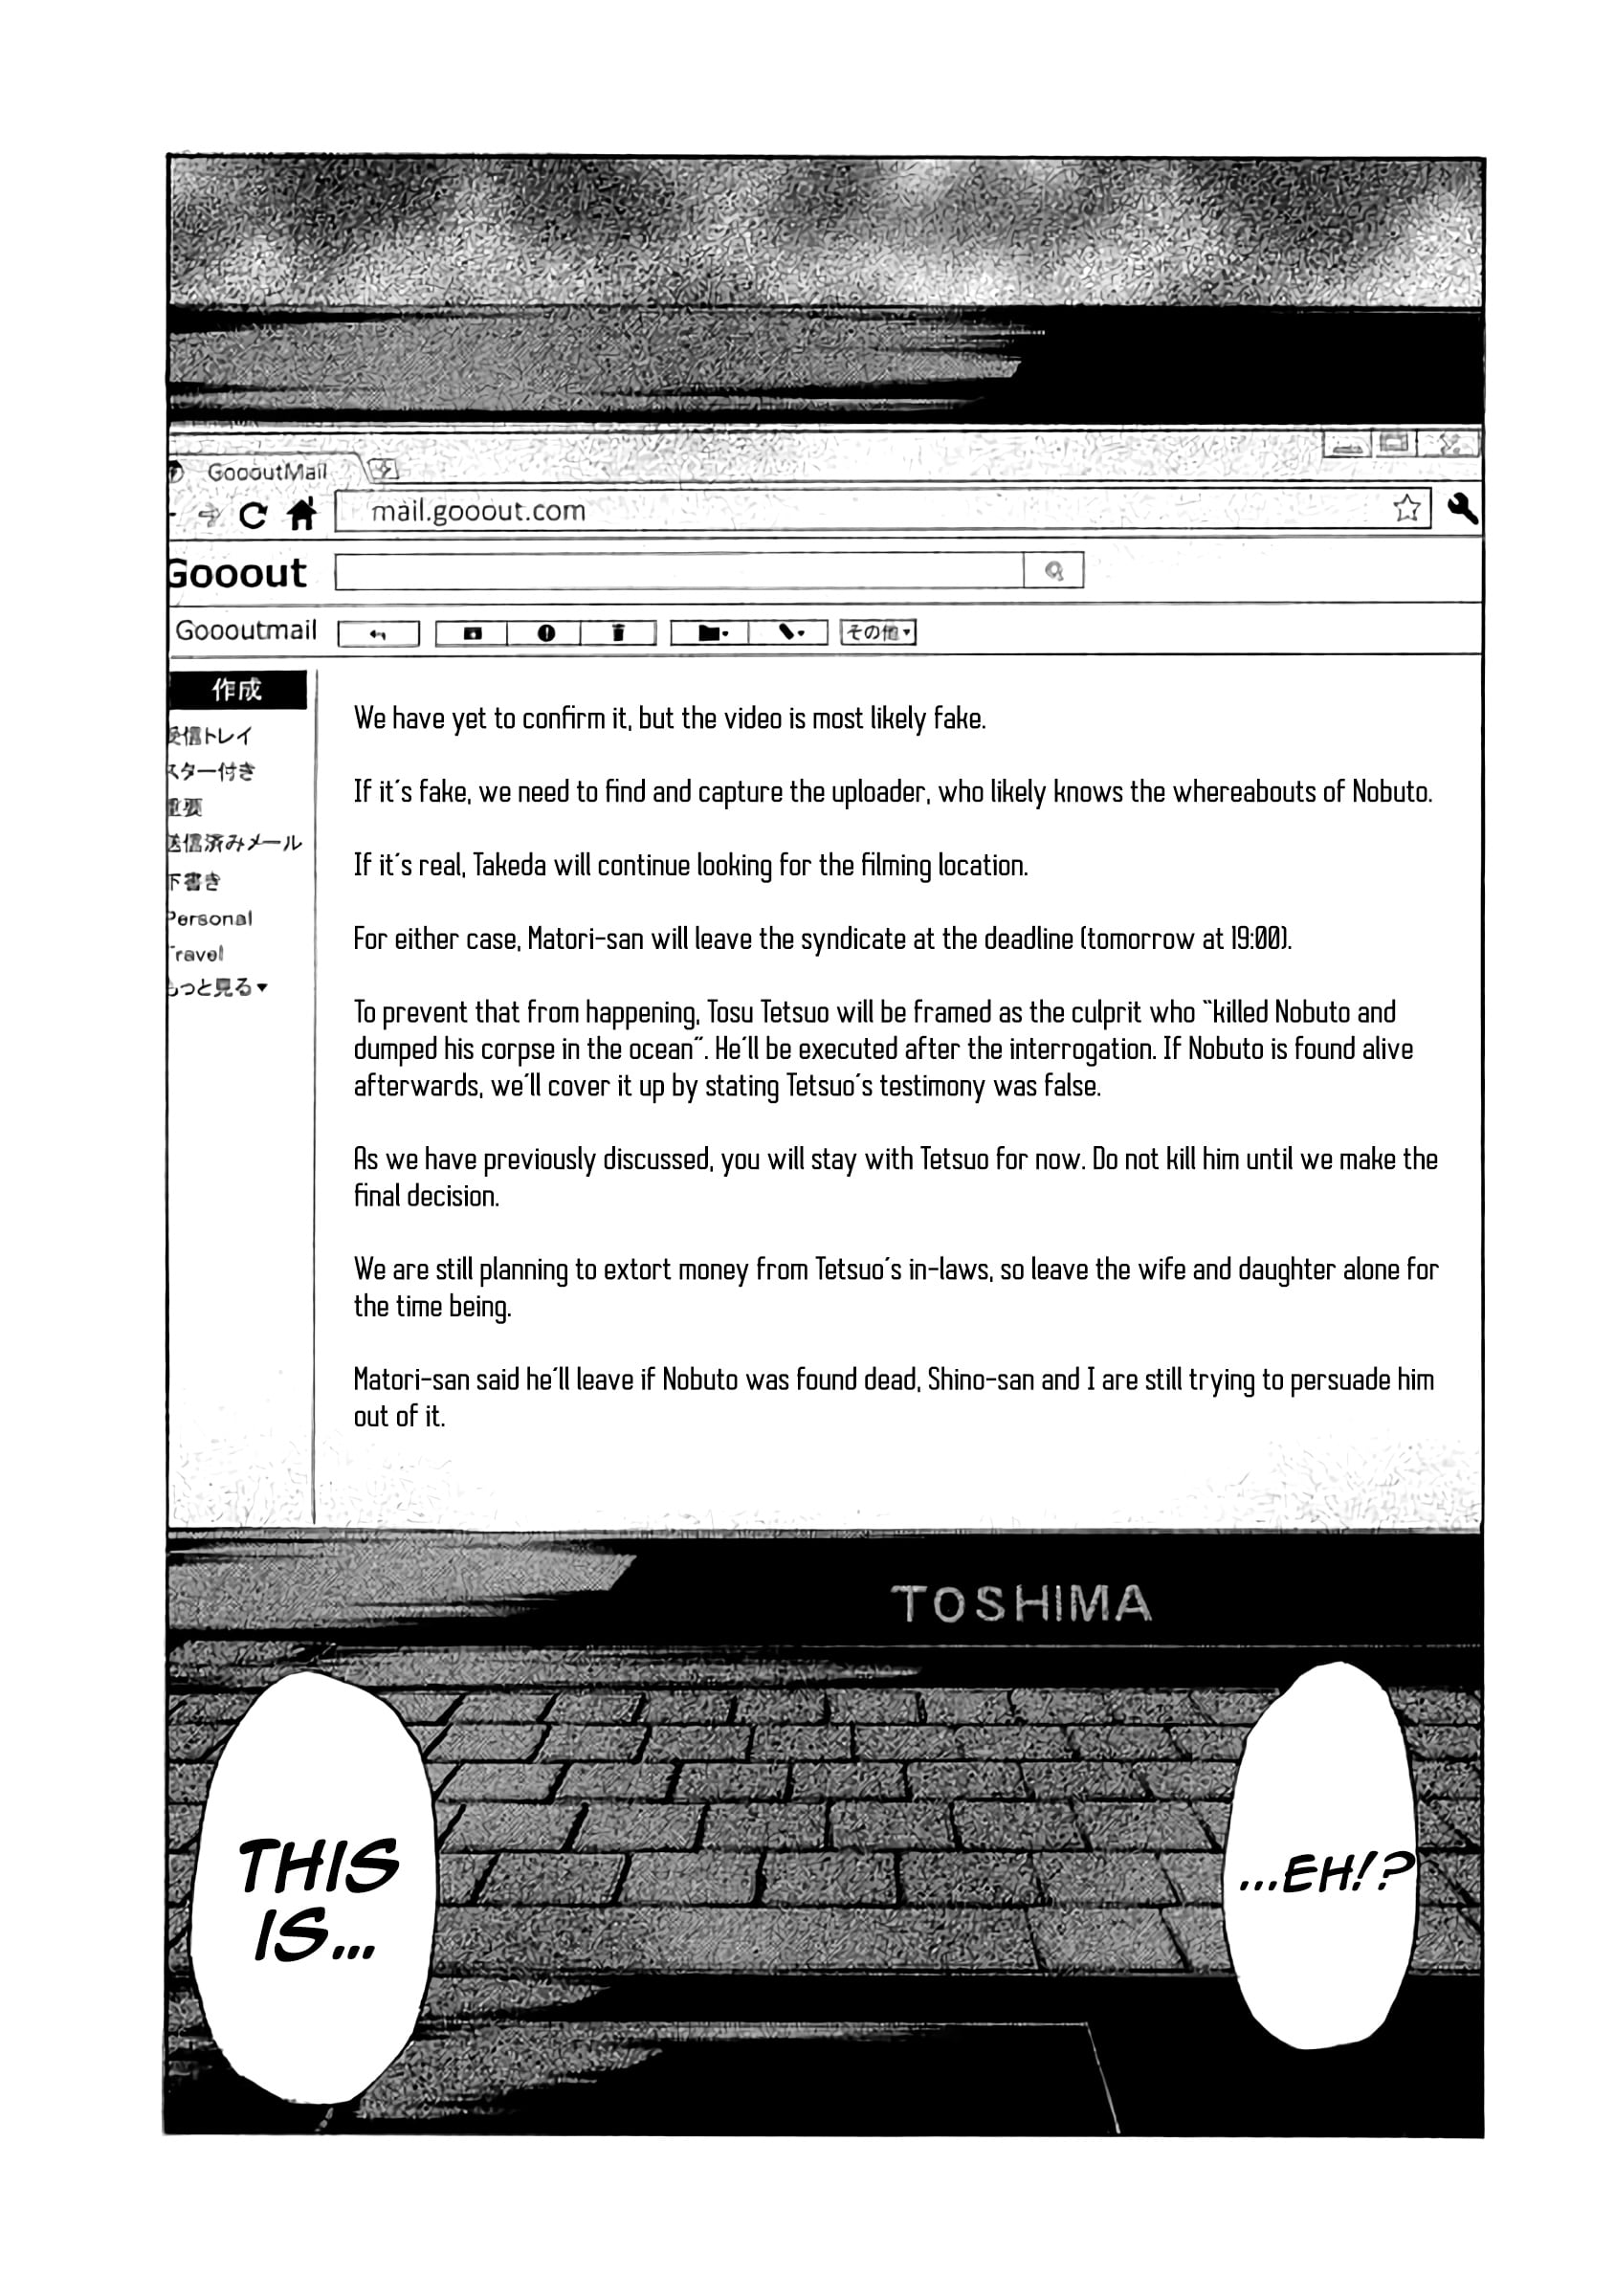 GoooutMail
mail.gooout.com
Gooout
Goooutmail
その他
作成
受信トレイ
スター付き
重要
送信済みメール
下書き
Personal
Travel
もっと見る
We have yet to confirm it, but the video is most likely fake.
If it's fake, we need to find and capture the uploader, who likely knows the whereabouts of Nobuto.
If it's real, Takeda will continue looking for the filming location.
For either case, Matori-san will leave the syndicate at the deadline (tomorrow at 19:00).
To prevent that from happening, Tosu Tetsuo will be framed as the culprit who "killed Nobuto and
dumped his corpse in the ocean". He'll be executed after the interrogation. If Nobuto is found alive
afterwards, we'll cover it up by stating Tetsuo's testimony was false.
As we have previously discussed, you will stay with Tetsuo for now. Do not kill him until we make the
final decision.
We are still planning to extort money from Tetsuo's in-laws, so leave the wife and daughter alone for
the time being.
Matori-san said he'll leave if Nobuto was found dead, Shino-san and I are still trying to persuade him
out of it.
TOSHIMA
...EH!?
THIS
IS...